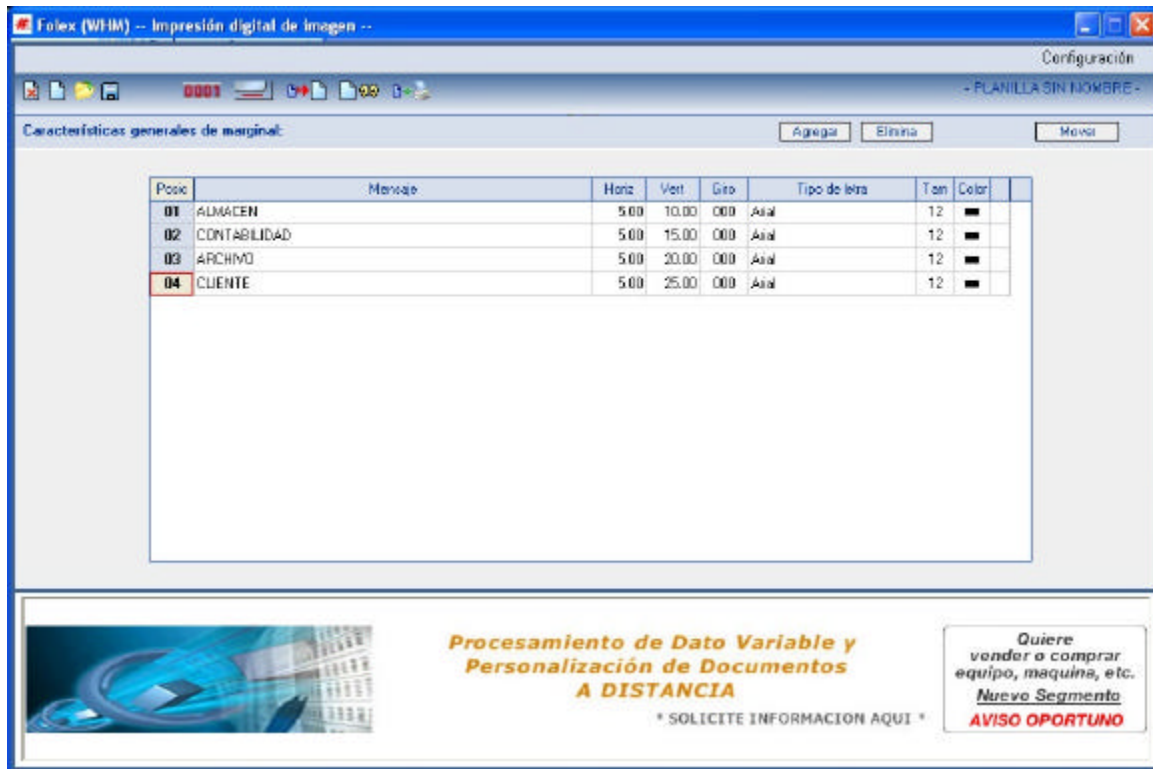 Folex (WHM) -- Impresión digital de imagen --
Configuración
0001
- PLANILLA SIN NOMBRE -
Características generales de marginal:
Agregar Elimina Mover
Posic Mensaje Horiz Vert Giro Tipo de letra Tam Color
01 ALMACEN 5.00 10.00 000 Arial 12
02 CONTABILIDAD 5.00 15.00 000 Arial 12
03 ARCHIVO 5.00 20.00 000 Arial 12
04 CLIENTE 5.00 25.00 000 Arial 12
Procesamiento de Dato Variable y
Personalización de Documentos
A DISTANCIA
* SOLICITE INFORMACION AQUI *
Quiere
vender o comprar
equipo, maquina, etc.
Nuevo Segmento
AVISO OPORTUNO